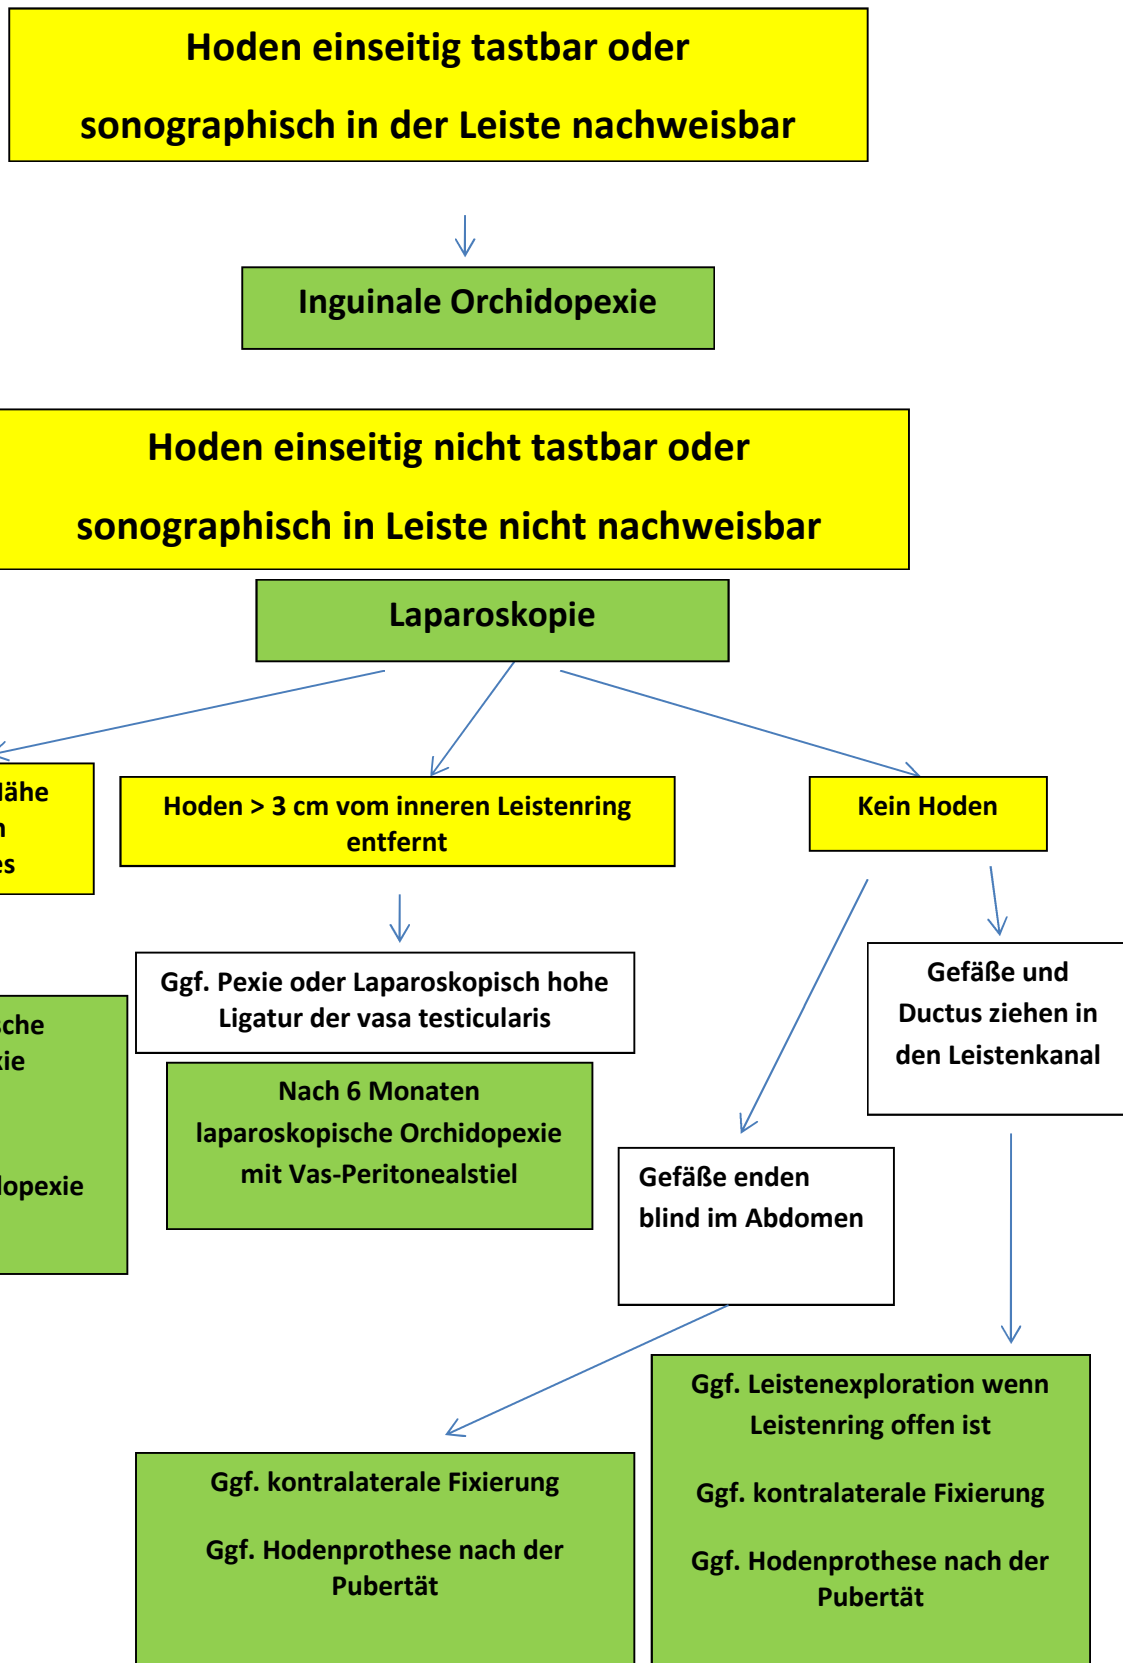 Hoden einseitig tastbar oder
sonographisch in der Leiste nachweisbar
Inguinale Orchidopexie
Hoden einseitig nicht tastbar oder
sonographisch in Leiste nicht nachweisbar
Laparoskopie
Hoden > 3 cm vom inneren Leistenring
entfernt
Kein Hoden
Ggf. Pexie oder Laparoskopisch hohe
Ligatur der vasa testicularis
Nach 6 Monaten
laparoskopische Orchidopexie
mit Vas-Peritonealstiel
Gefäße und
Ductus ziehen in
den Leistenkanal
Gefäße enden
blind im Abdomen
Ggf. kontralaterale Fixierung
Ggf. Hodenprothese nach der
Pubertät
Ggf. Leistenexploration wenn
Leistenring offen ist
Ggf. kontralaterale Fixierung
Ggf. Hodenprothese nach der
Pubertät